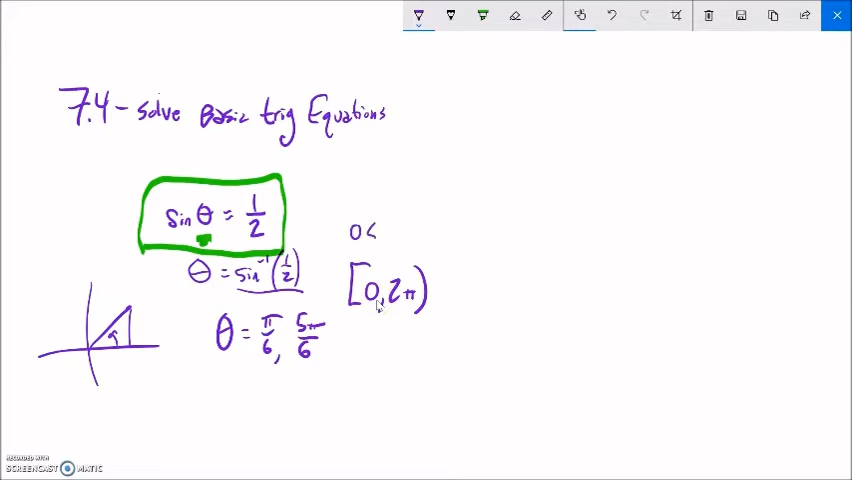 7.4 - Solve Basic trig Equations
sin θ = 1/2
0 <
θ = sin⁻¹(1/2)
[0, 2π)
θ = π/6, 5π/6
RECORDED WITH
SCREENCAST MATIC